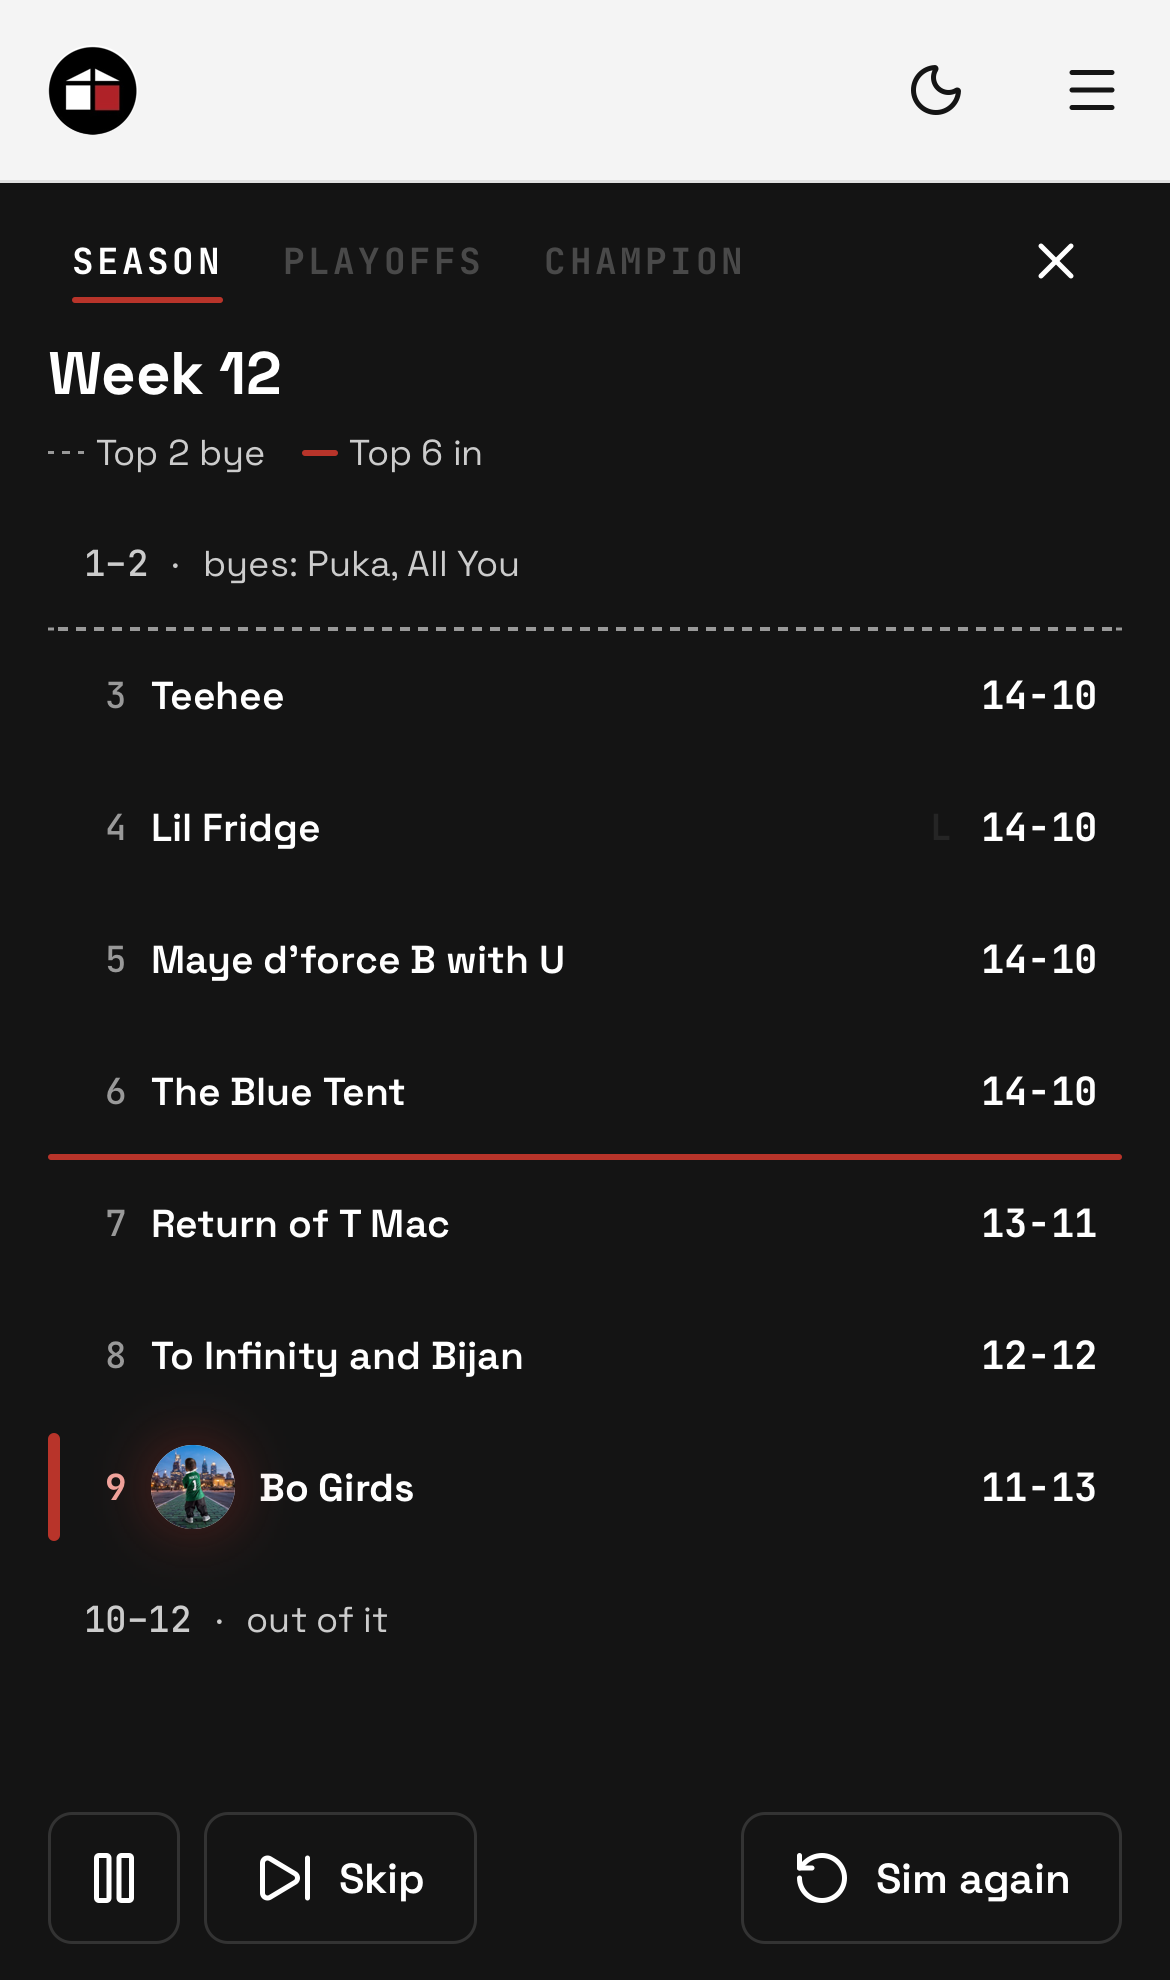 SEASON PLAYOFFS CHAMPION
Week 12
Top 2 bye Top 6 in
1–2 · byes: Puka, All You
3 Teehee 14-10
4 Lil Fridge L 14-10
5 Maye d’force B with U 14-10
6 The Blue Tent 14-10
7 Return of T Mac 13-11
8 To Infinity and Bijan 12-12
9 Bo Girds 11-13
10–12 · out of it
Skip Sim again